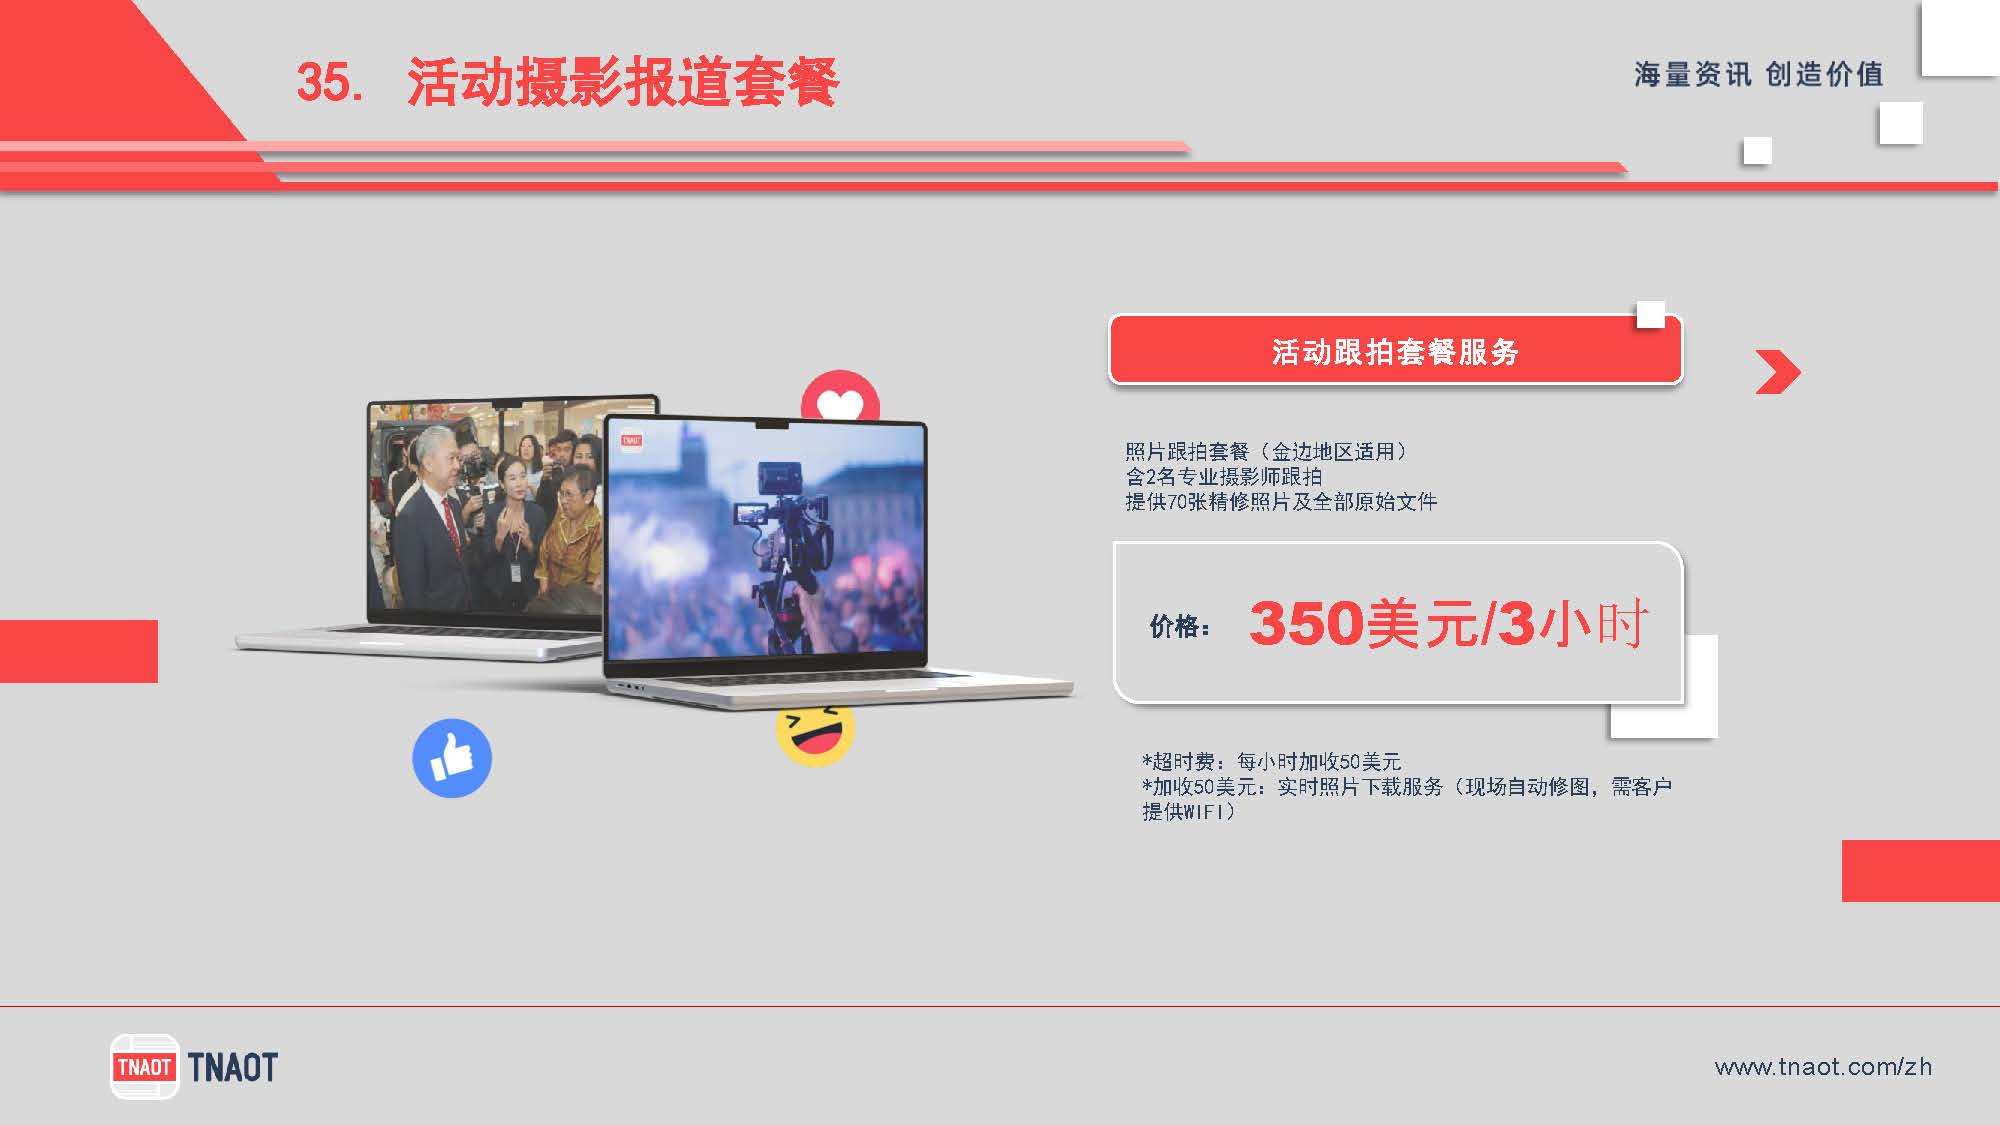 35. 活动摄影报道套餐
海量资讯 创造价值
活动跟拍套餐服务
照片跟拍套餐（金边地区适用）
含2名专业摄影师跟拍
提供70张精修照片及全部原始文件
TNAOT
价格： 350美元/3小时
*超时费：每小时加收50美元
*加收50美元：实时照片下载服务（现场自动修图，需客户
提供WIFI）
TNAOT TNAOT
www.tnaot.com/zh